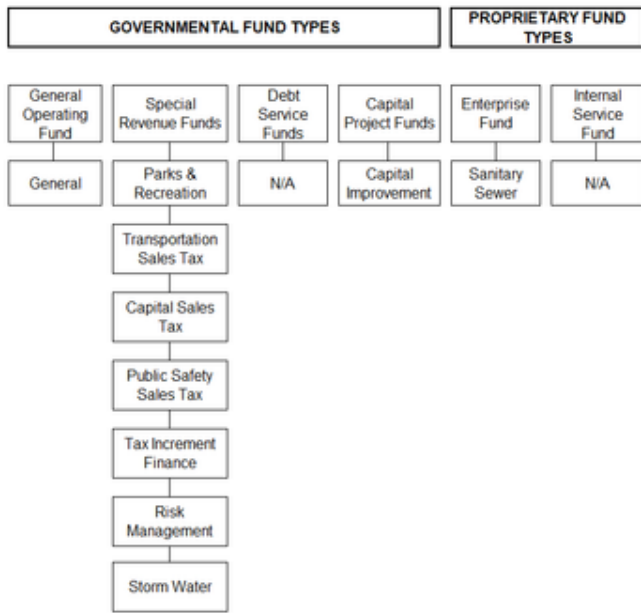 GOVERNMENTAL FUND TYPES
PROPRIETARY FUND
TYPES
General
Operating
Fund
Special
Revenue Funds
Debt
Service
Funds
Capital
Project Funds
Enterprise
Fund
Internal
Service
Fund
General
Parks &
Recreation
N/A
Capital
Improvement
Sanitary
Sewer
N/A
Transportation
Sales Tax
Capital Sales
Tax
Public Safety
Sales Tax
Tax Increment
Finance
Risk
Management
Storm Water